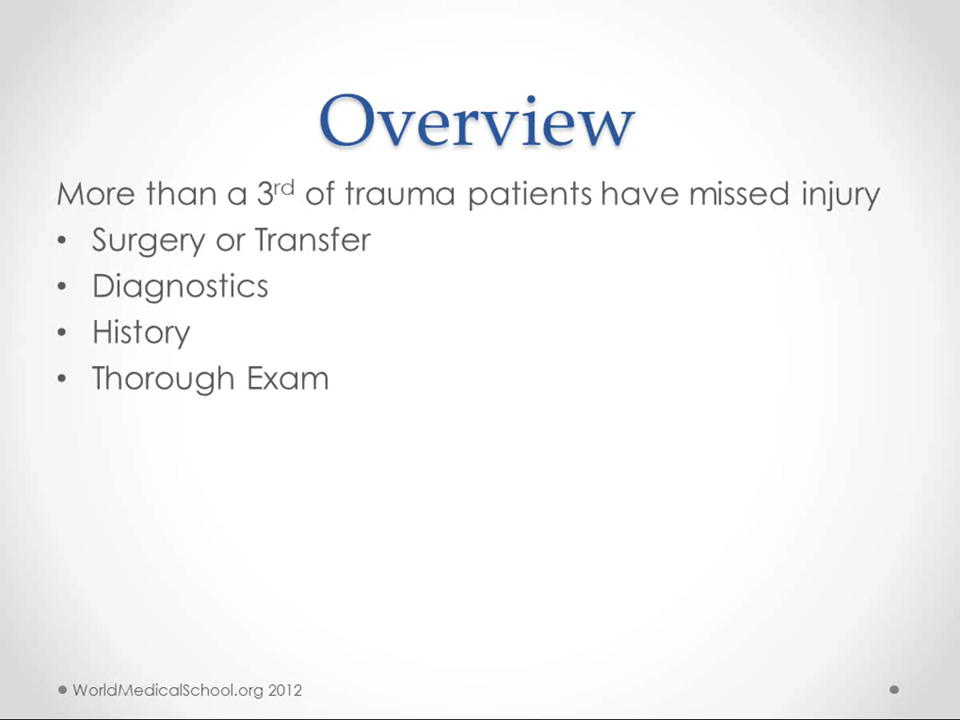 Overview
More than a 3rd of trauma patients have missed injury
• Surgery or Transfer
• Diagnostics
• History
• Thorough Exam
WorldMedicalSchool.org 2012